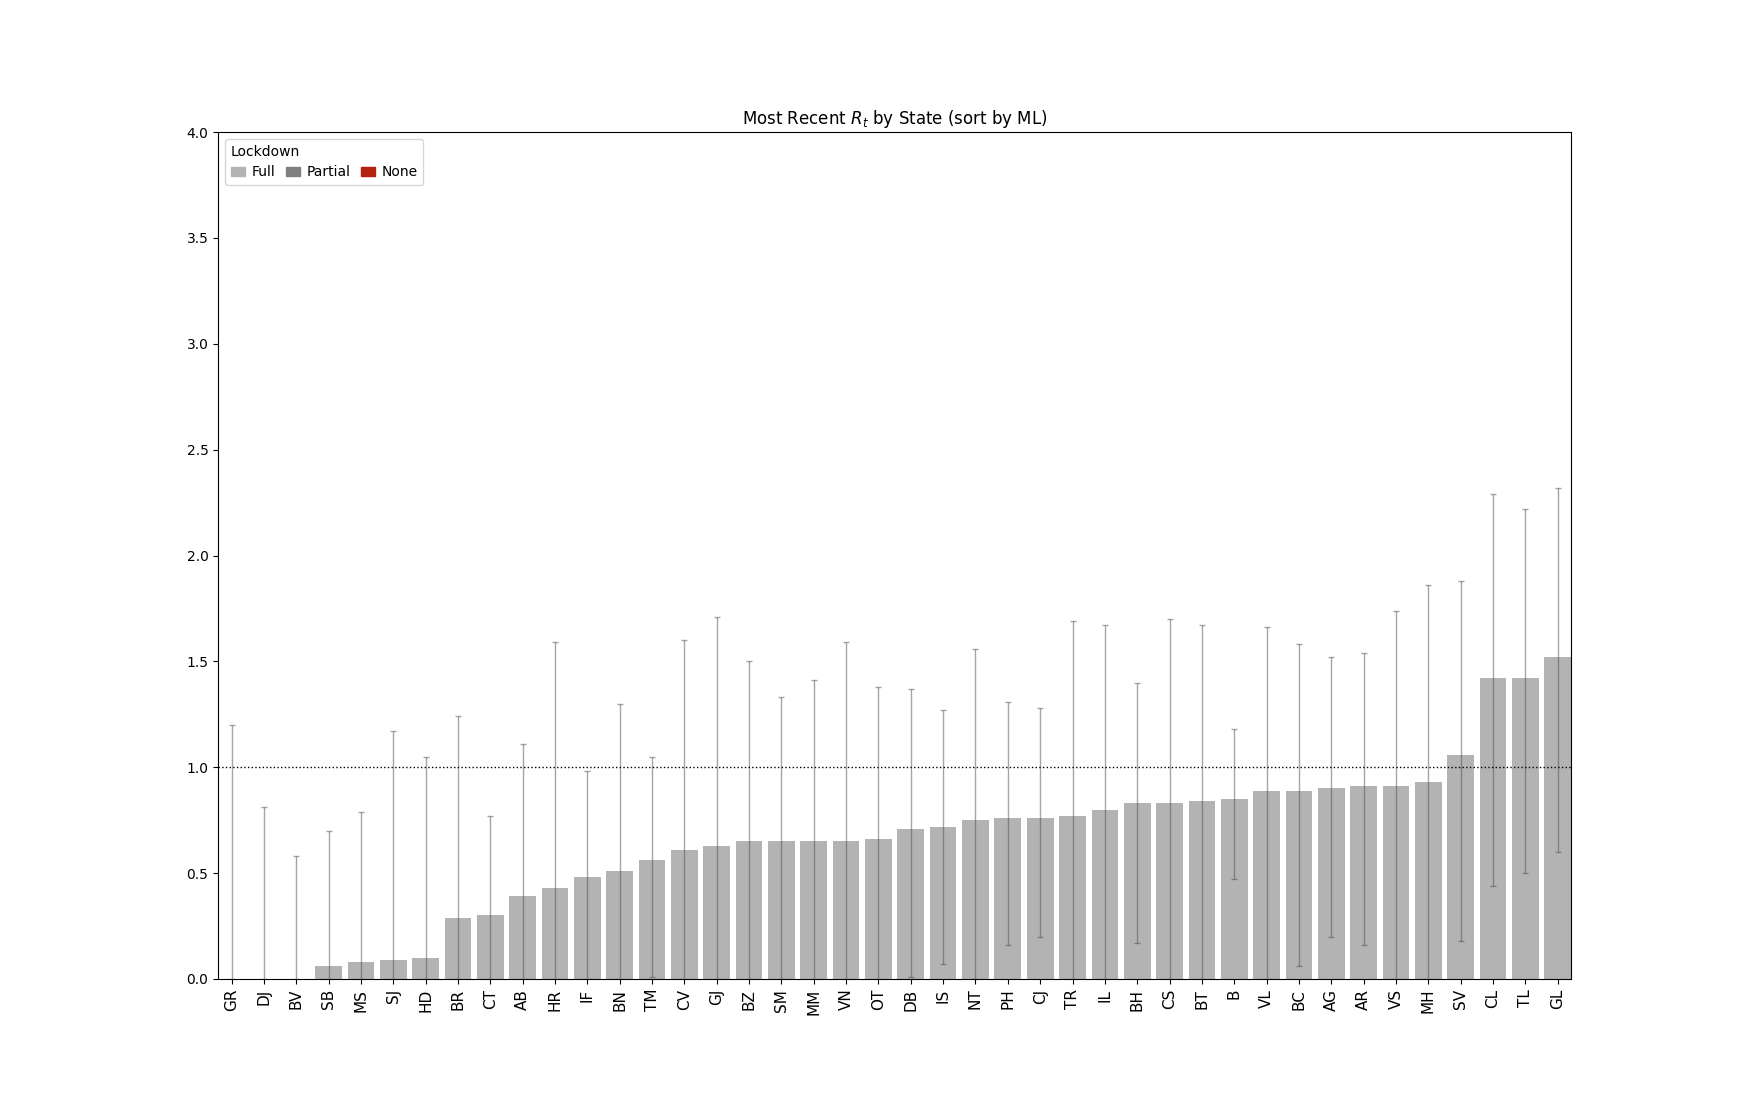 Most Recent R_t by State (sort by ML)
Lockdown
Full Partial None
4.0
3.5
3.0
2.5
2.0
1.5
1.0
0.5
0.0
GR DJ BV SB MS SJ HD BR CT AB HR IF BN TM CV GJ BZ SM MM VN OT DB IS NT PH CJ TR IL BH CS BT B VL BC AG AR VS MH SV CL TL GL